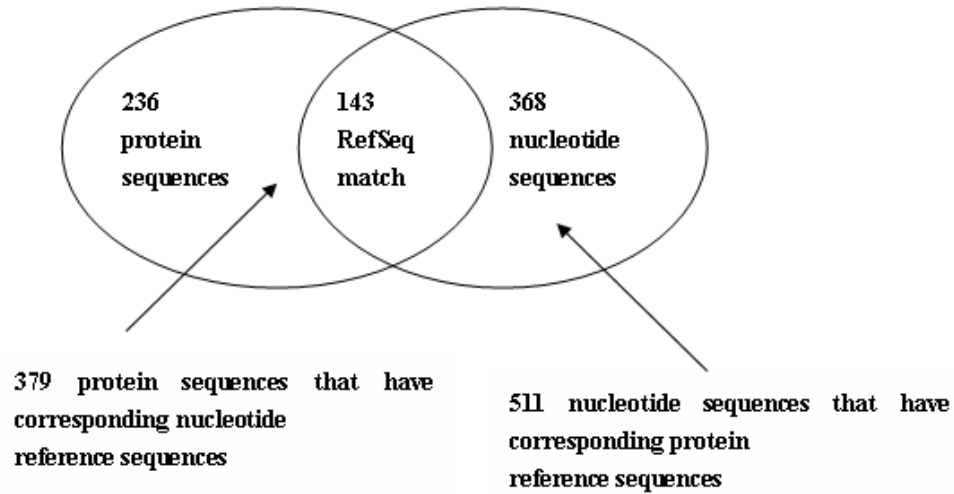 236
protein
sequences
143
RefSeq
match
368
nucleotide
sequences
379 protein sequences that have
corresponding nucleotide
reference sequences
511 nucleotide sequences that have
corresponding protein
reference sequences